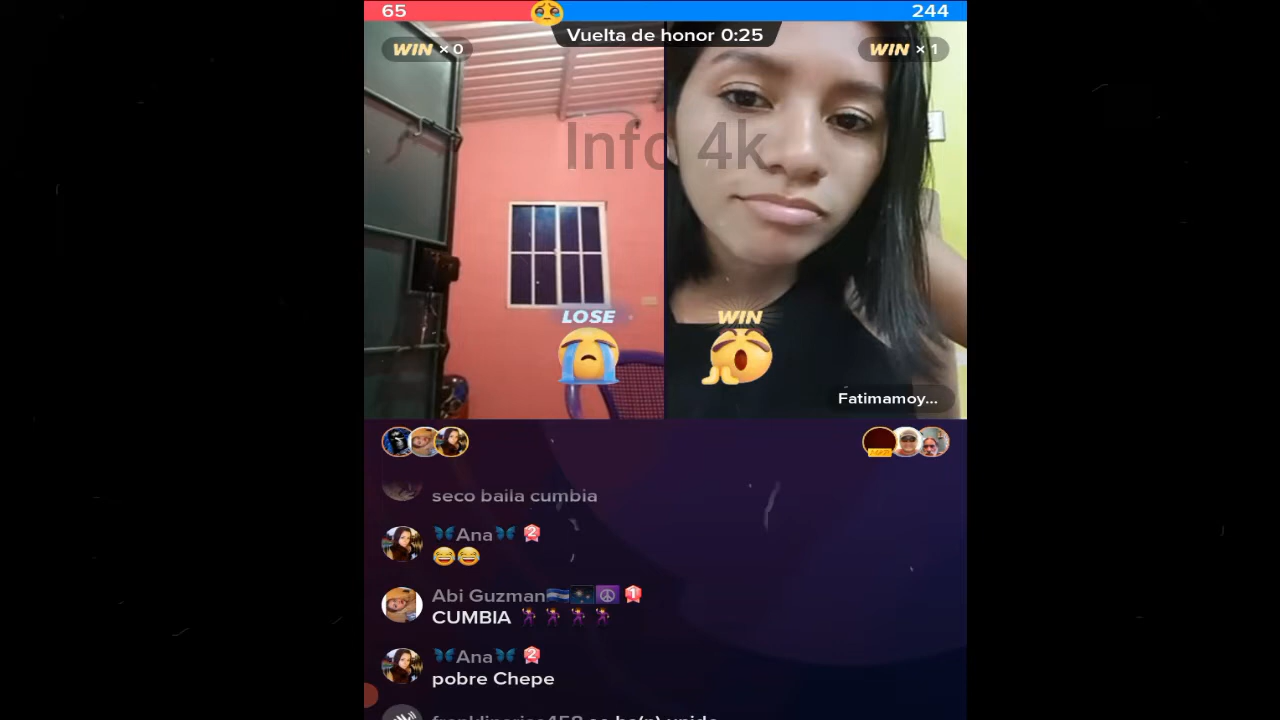 65
244
Vuelta de honor 0:25
WIN × 0
WIN × 1
Info 4k
LOSE
WIN
Fatimamoy...
seco baila cumbia
Ana
2
😂😂
Abi Guzman
1
CUMBIA
Ana
2
pobre Chepe